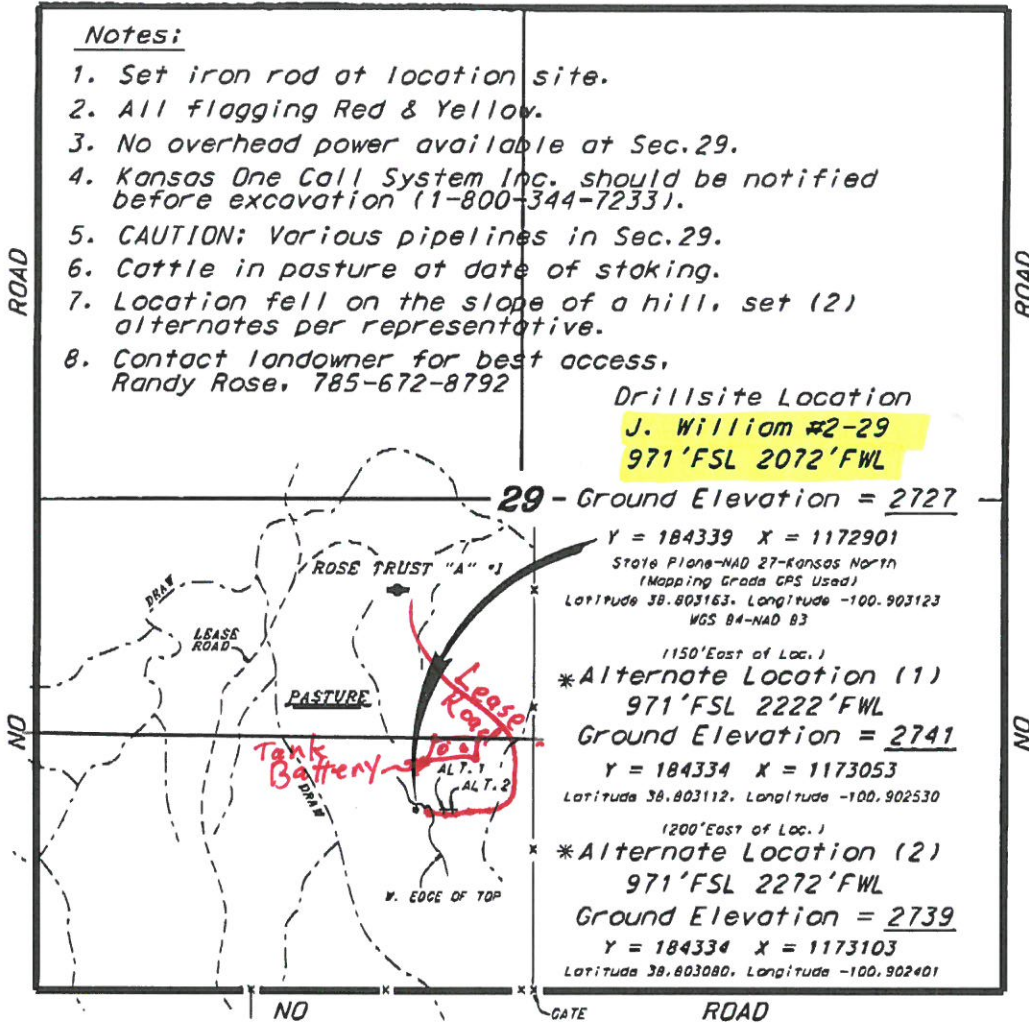 Notes:
1. Set iron rod at location site.
2. All flagging Red & Yellow.
3. No overhead power available at Sec.29.
4. Kansas One Call System Inc. should be notified
before excavation (1-800-344-7233).
5. CAUTION: Various pipelines in Sec.29.
6. Cattle in pasture at date of staking.
7. Location fell on the slope of a hill, set (2)
alternates per representative.
8. Contact landowner for best access,
Randy Rose, 785-672-8792
ROAD
ROAD
Drillsite Location
J. William #2-29
971'FSL 2072'FWL
29 - Ground Elevation = 2727
Y = 184339 X = 1172901
State Plane-NAD 27-Kansas North
(Mapping Grade GPS Used)
Latitude 38.803163, Longitude -100.903123
WGS 84-NAD 83
ROSE TRUST "A" #1
DRAW
LEASE
ROAD
PASTURE
Lease
Road
NO
NO
(150'East of Loc.)
*Alternate Location (1)
971'FSL 2222'FWL
Ground Elevation = 2741
Y = 184334 X = 1173053
Latitude 38.803112, Longitude -100.902530
Tank
Battery
ALT.1
ALT.2
DRAW
W. EDGE OF TOP
(200'East of Loc.)
*Alternate Location (2)
971'FSL 2272'FWL
Ground Elevation = 2739
Y = 184334 X = 1173103
Latitude 38.803080, Longitude -100.902401
NO
GATE
ROAD